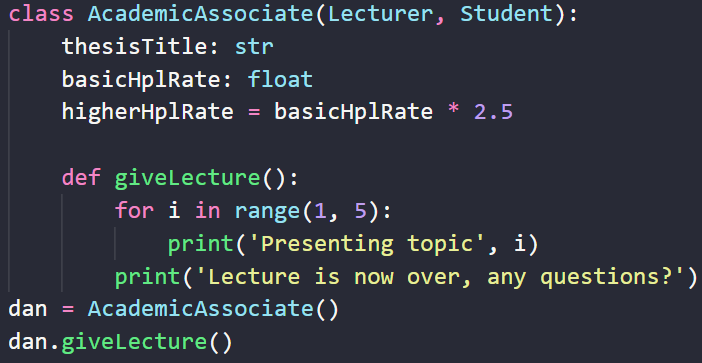 class AcademicAssociate(Lecturer, Student):
    thesisTitle: str
    basicHplRate: float
    higherHplRate = basicHplRate * 2.5

    def giveLecture():
        for i in range(1, 5):
            print('Presenting topic', i)
        print('Lecture is now over, any questions?')
dan = AcademicAssociate()
dan.giveLecture()